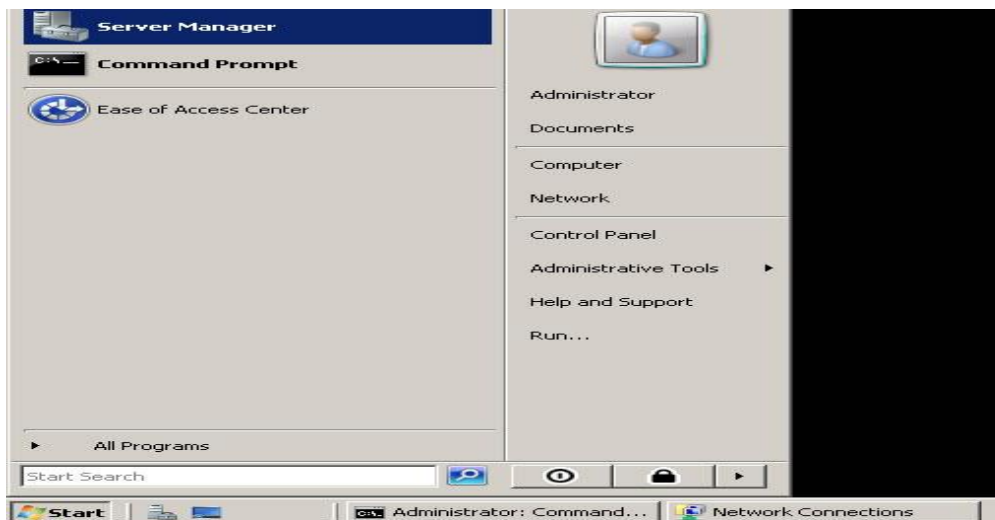 Server Manager
Command Prompt
Ease of Access Center
All Programs
Start Search
Administrator
Documents
Computer
Network
Control Panel
Administrative Tools
Help and Support
Run...
Start
Administrator: Command...
Network Connections